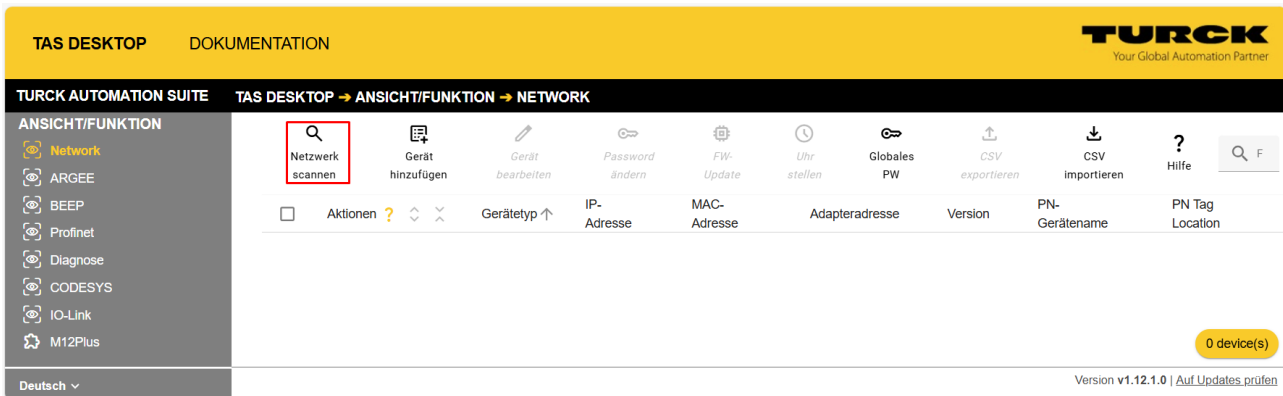 TAS DESKTOP DOKUMENTATION
TURCK
Your Global Automation Partner
TURCK AUTOMATION SUITE TAS DESKTOP → ANSICHT/FUNKTION → NETWORK
ANSICHT/FUNKTION
Network
ARGEE
BEEP
Profinet
Diagnose
CODESYS
IO-Link
M12Plus
Deutsch
Netzwerk scannen
Gerät hinzufügen
Gerät bearbeiten
Password ändern
FW-Update
Uhr stellen
Globales PW
CSV exportieren
CSV importieren
? Hilfe
F
Aktionen ? Gerätetyp ↑ IP-Adresse MAC-Adresse Adapteradresse Version PN-Gerätename PN Tag Location
0 device(s)
Version v1.12.1.0 | Auf Updates prüfen